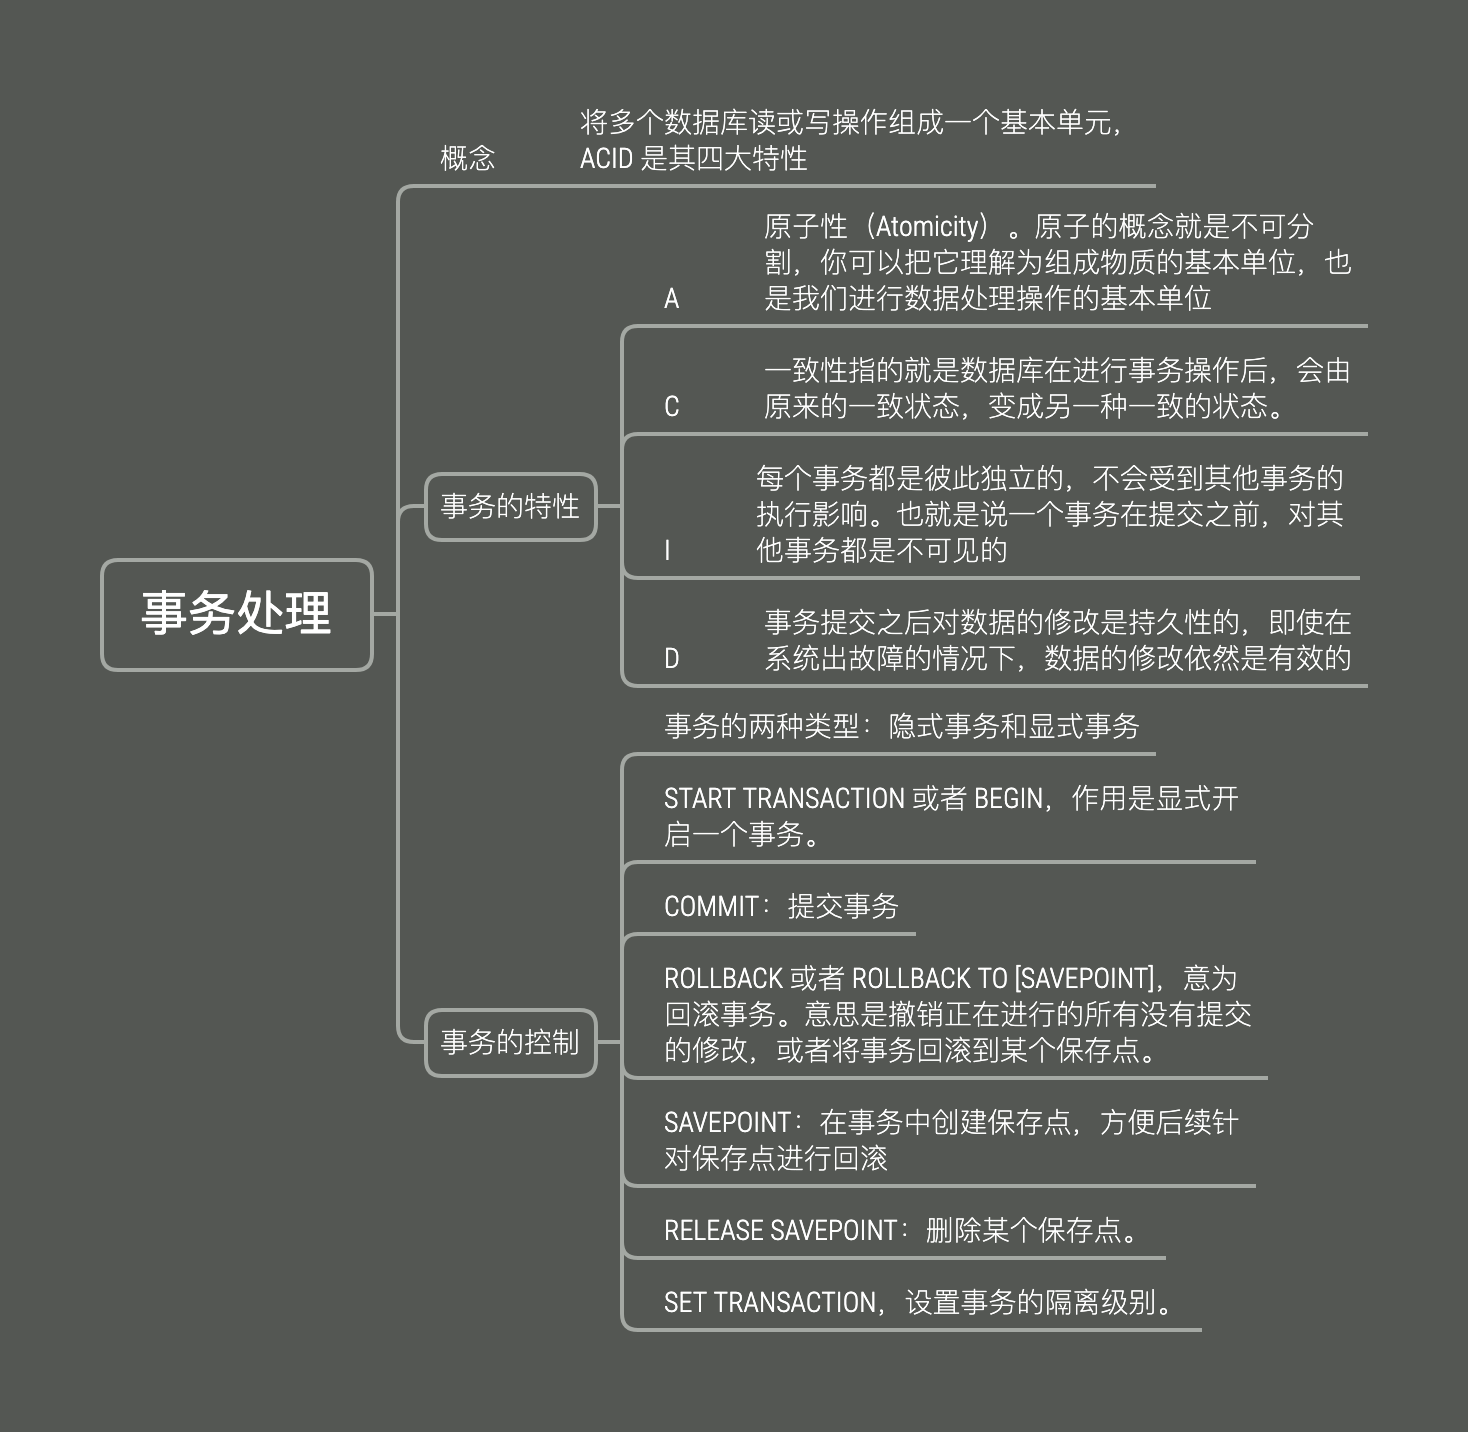 将多个数据库读或写操作组成一个基本单元，
概念
ACID 是其四大特性
原子性（Atomicity）。原子的概念就是不可分
割，你可以把它理解为组成物质的基本单位，也
A
是我们进行数据处理操作的基本单位
一致性指的就是数据库在进行事务操作后，会由
C
原来的一致状态，变成另一种一致的状态。
事务的特性
每个事务都是彼此独立的，不会受到其他事务的
执行影响。也就是说一个事务在提交之前，对其
I
他事务都是不可见的
事务处理
事务提交之后对数据的修改是持久性的，即使在
D
系统出故障的情况下，数据的修改依然是有效的
事务的两种类型：隐式事务和显式事务
START TRANSACTION 或者 BEGIN，作用是显式开
启一个事务。
COMMIT：提交事务
事务的控制
ROLLBACK 或者 ROLLBACK TO [SAVEPOINT]，意为
回滚事务。意思是撤销正在进行的所有没有提交
的修改，或者将事务回滚到某个保存点。
SAVEPOINT：在事务中创建保存点，方便后续针
对保存点进行回滚
RELEASE SAVEPOINT：删除某个保存点。
SET TRANSACTION，设置事务的隔离级别。